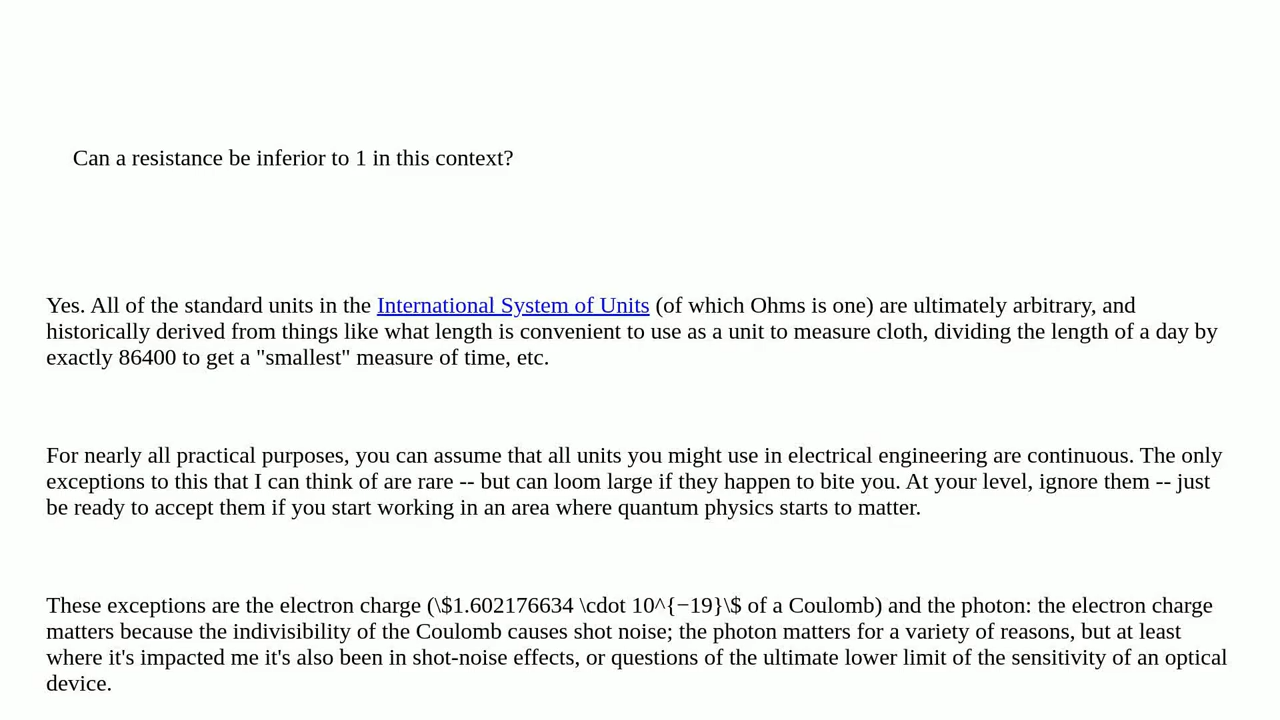 Can a resistance be inferior to 1 in this context?
Yes. All of the standard units in the International System of Units (of which Ohms is one) are ultimately arbitrary, and
historically derived from things like what length is convenient to use as a unit to measure cloth, dividing the length of a day by
exactly 86400 to get a "smallest" measure of time, etc.
For nearly all practical purposes, you can assume that all units you might use in electrical engineering are continuous. The only
exceptions to this that I can think of are rare -- but can loom large if they happen to bite you. At your level, ignore them -- just
be ready to accept them if you start working in an area where quantum physics starts to matter.
These exceptions are the electron charge (\$1.602176634 \cdot 10^{−19}\$ of a Coulomb) and the photon: the electron charge
matters because the indivisibility of the Coulomb causes shot noise; the photon matters for a variety of reasons, but at least
where it's impacted me it's also been in shot-noise effects, or questions of the ultimate lower limit of the sensitivity of an optical
device.